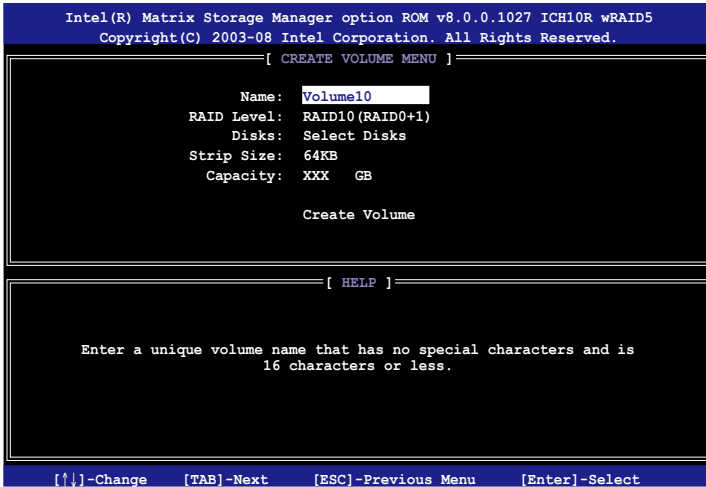 Intel(R) Matrix Storage Manager option ROM v8.0.0.1027 ICH10R wRAID5
Copyright(C) 2003-08 Intel Corporation. All Rights Reserved.
[ CREATE VOLUME MENU ]
Name: Volume10
RAID Level: RAID10(RAID0+1)
Disks: Select Disks
Strip Size: 64KB
Capacity: XXX GB
Create Volume
[ HELP ]
Enter a unique volume name that has no special characters and is
16 characters or less.
[↑↓]-Change [TAB]-Next [ESC]-Previous Menu [Enter]-Select